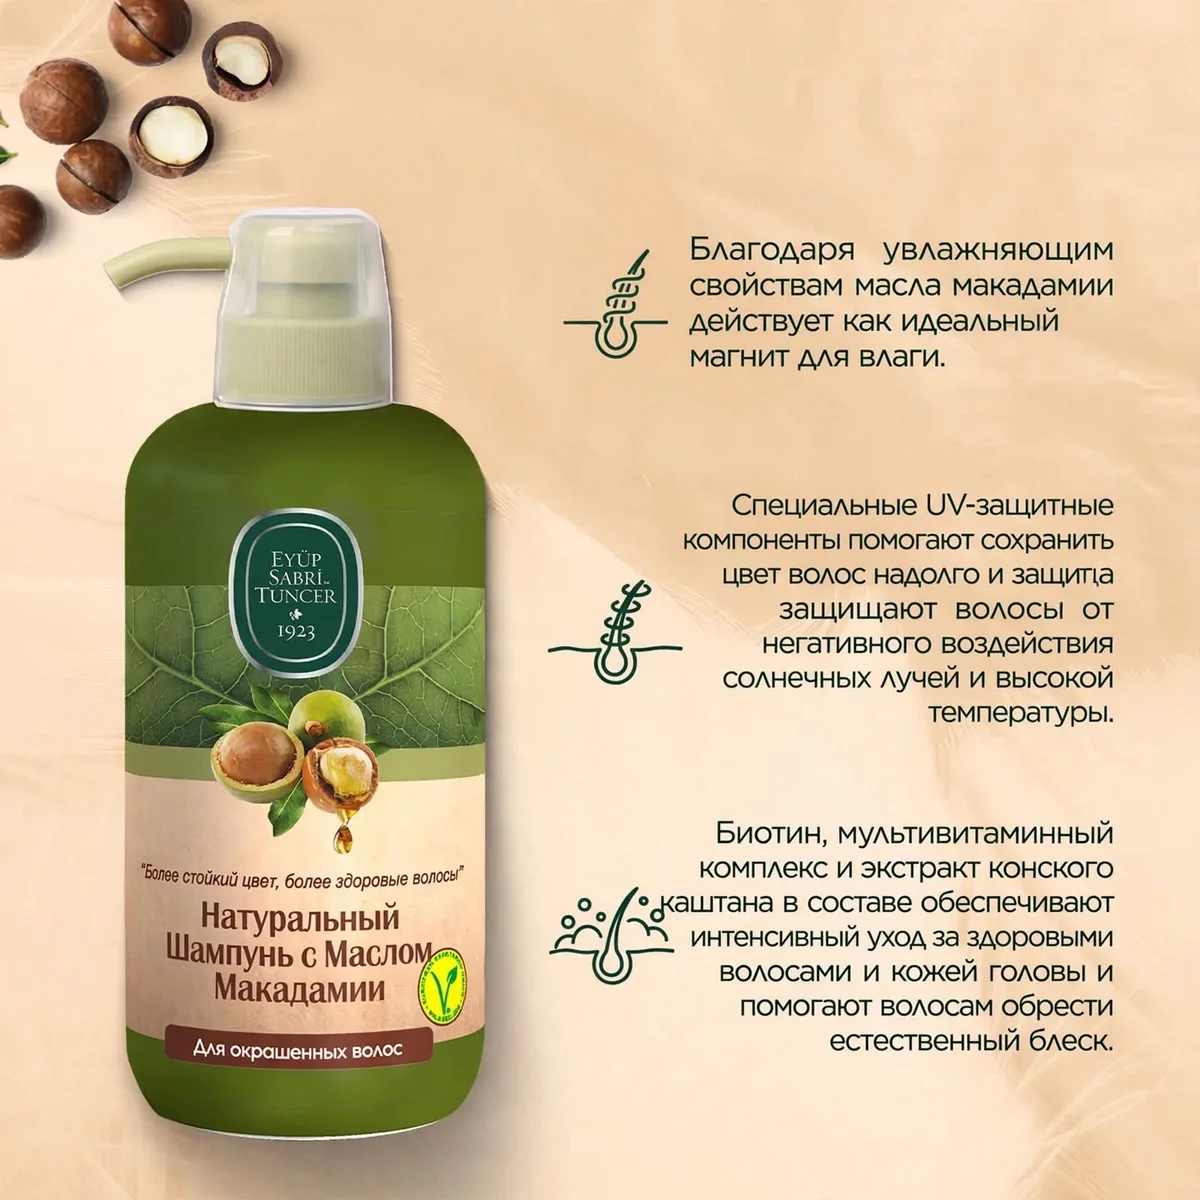 Благодаря увлажняющим
свойствам масла макадамии
действует как идеальный
магнит для влаги.
Специальные UV-защитные
компоненты помогают сохранить
цвет волос надолго и защища
защищают волосы от
негативного воздействия
солнечных лучей и высокой
температуры.
Биотин, мультивитаминный
комплекс и экстракт конского
каштана в составе обеспечивают
интенсивный уход за здоровыми
волосами и кожей головы и
помогают волосам обрести
естественный блеск.
EYÜP
SABRİ™
TUNCER
1923
"Более стойкий цвет, более здоровые волосы"
Натуральный
Шампунь с Маслом
Макадамии
Для окрашенных волос